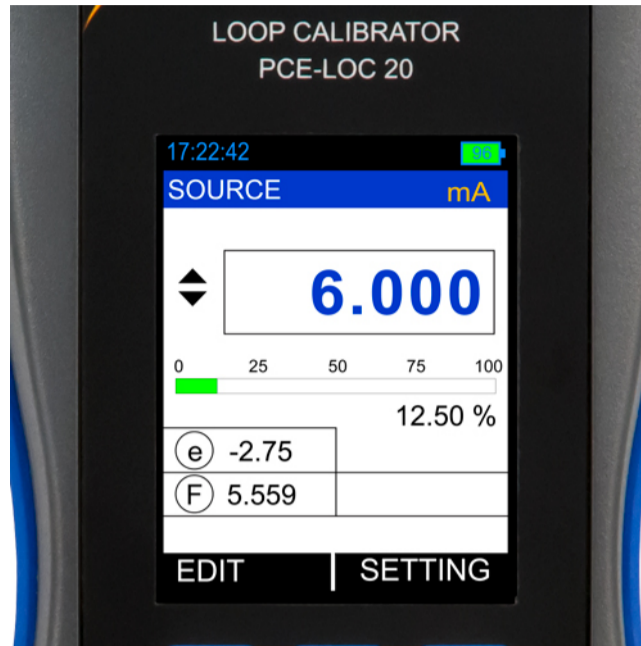 LOOP CALIBRATOR
PCE-LOC 20
17:22:42 96
SOURCE mA
6.000
0 25 50 75 100
12.50 %
e -2.75
F 5.559
EDIT SETTING